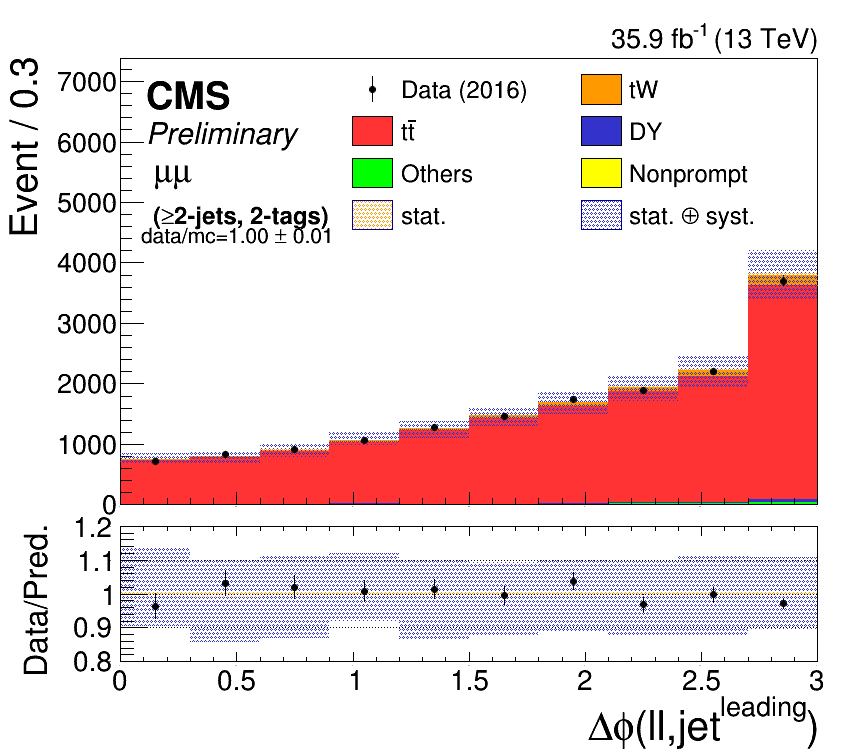 35.9 fb⁻¹ (13 TeV)
Event / 0.3
7000
6000
5000
4000
3000
2000
1000
0
CMS
Preliminary
μμ
(≥2-jets, 2-tags)
data/mc=1.00 ± 0.01
Data (2016)
tW
tt̄
DY
Others
Nonprompt
stat.
stat. ⊕ syst.
Data/Pred.
1.2
1.1
1
0.9
0.8
0 0.5 1 1.5 2 2.5 3
Δϕ(ll,jet^leading)